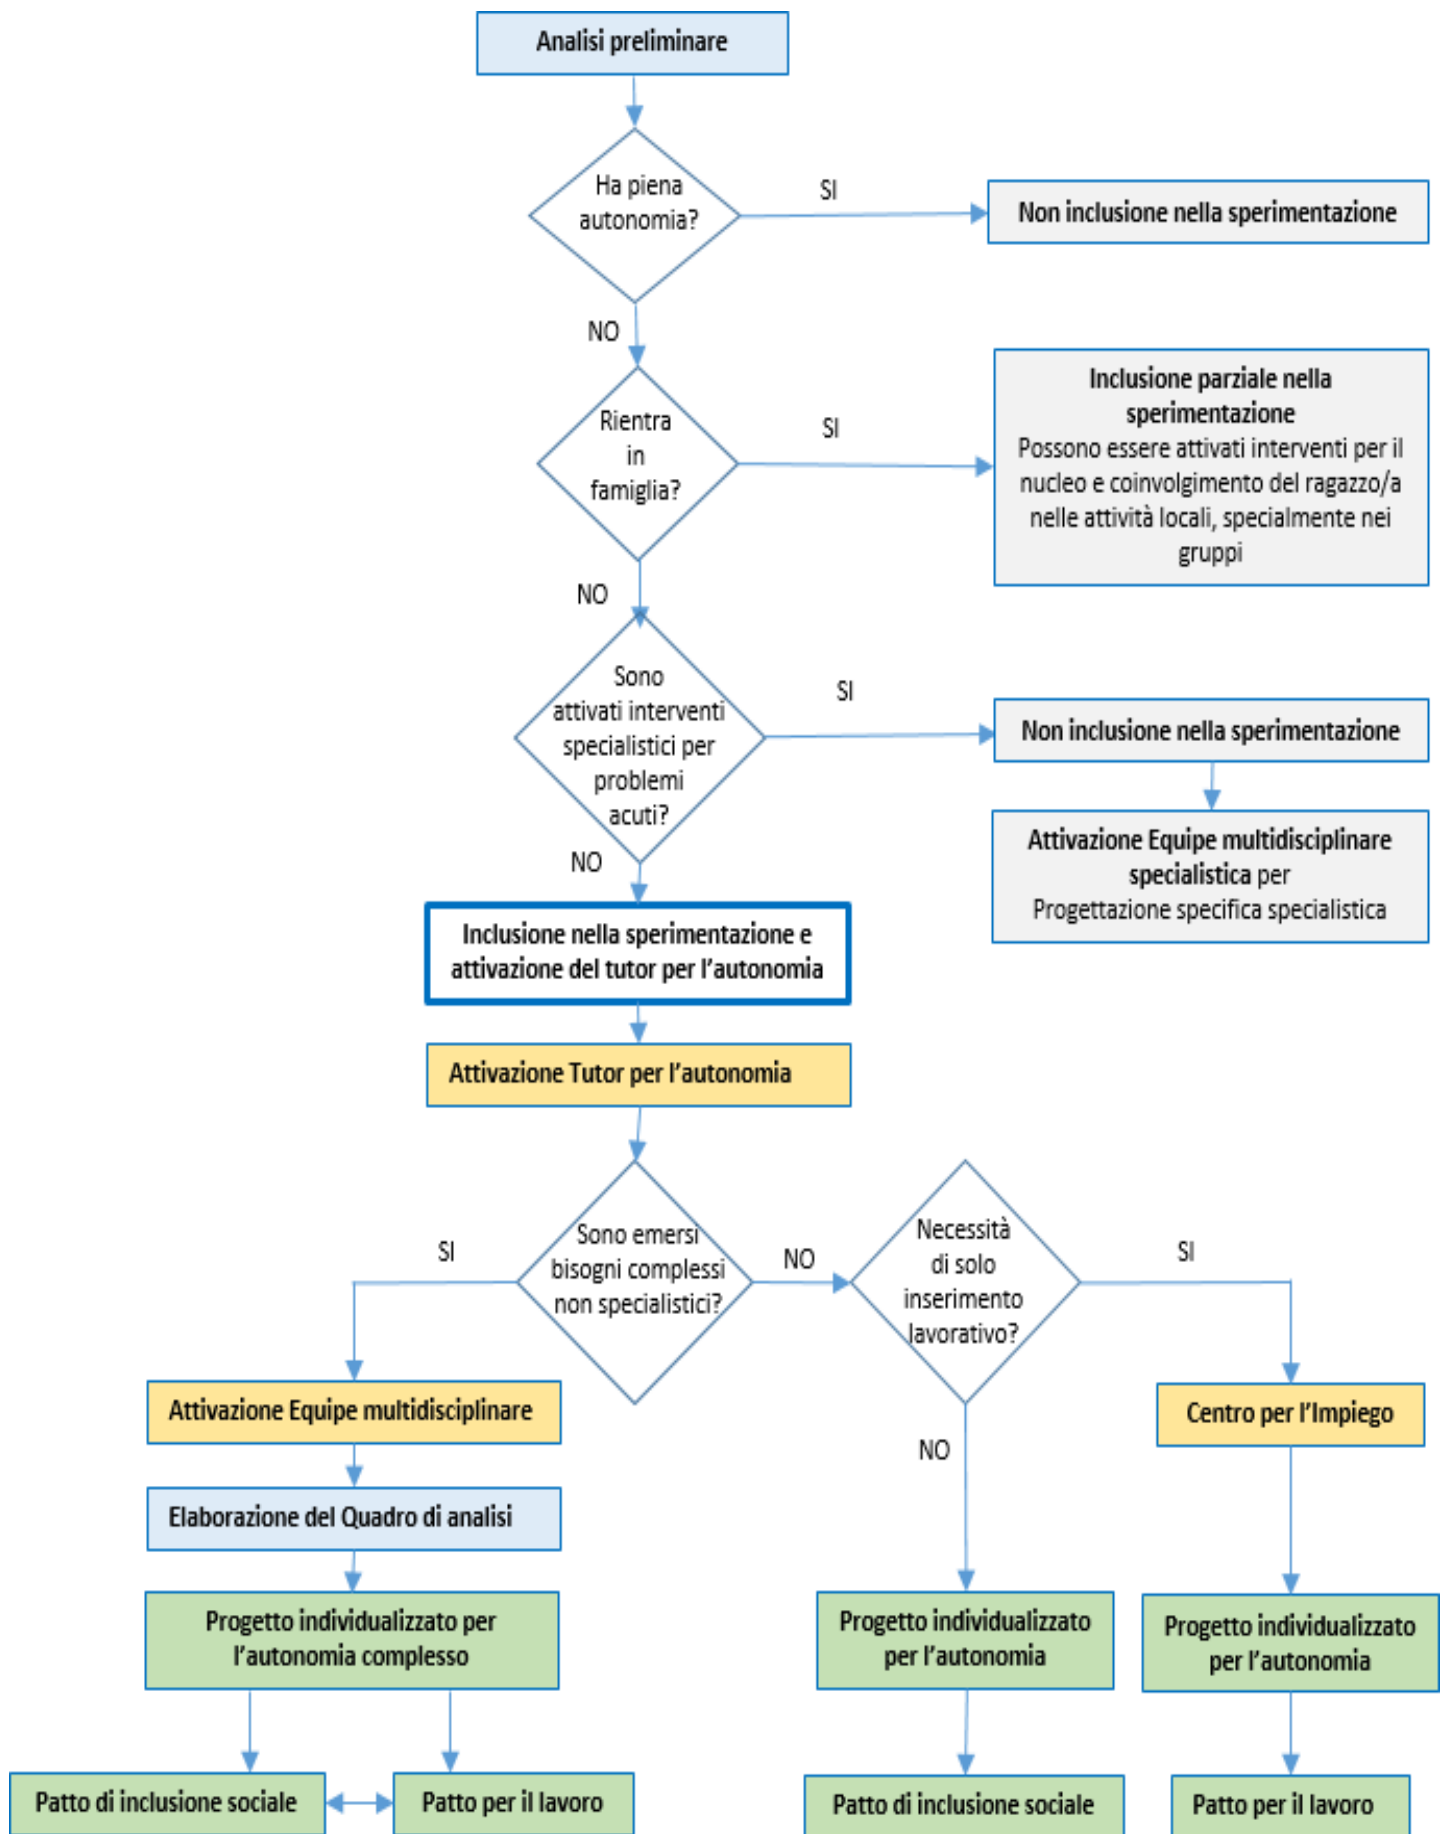 Analisi preliminare
Ha piena
autonomia?
SI
Non inclusione nella sperimentazione
NO
Rientra
in
famiglia?
SI
Inclusione parziale nella
sperimentazione
Possono essere attivati interventi per il
nucleo e coinvolgimento del ragazzo/a
nelle attività locali, specialmente nei
gruppi
NO
Sono
attivati interventi
specialistici per
problemi
acuti?
SI
Non inclusione nella sperimentazione
Attivazione Equipe multidisciplinare
specialistica per
Progettazione specifica specialistica
NO
Inclusione nella sperimentazione e
attivazione del tutor per l'autonomia
Attivazione Tutor per l'autonomia
Sono emersi
bisogni complessi
non specialistici?
SI
NO
Necessità
di solo
inserimento
lavorativo?
SI
NO
Attivazione Equipe multidisciplinare
Centro per l'Impiego
Elaborazione del Quadro di analisi
Progetto individualizzato per
l'autonomia complesso
Progetto individualizzato
per l'autonomia
Progetto individualizzato
per l'autonomia
Patto di inclusione sociale
Patto per il lavoro
Patto di inclusione sociale
Patto per il lavoro